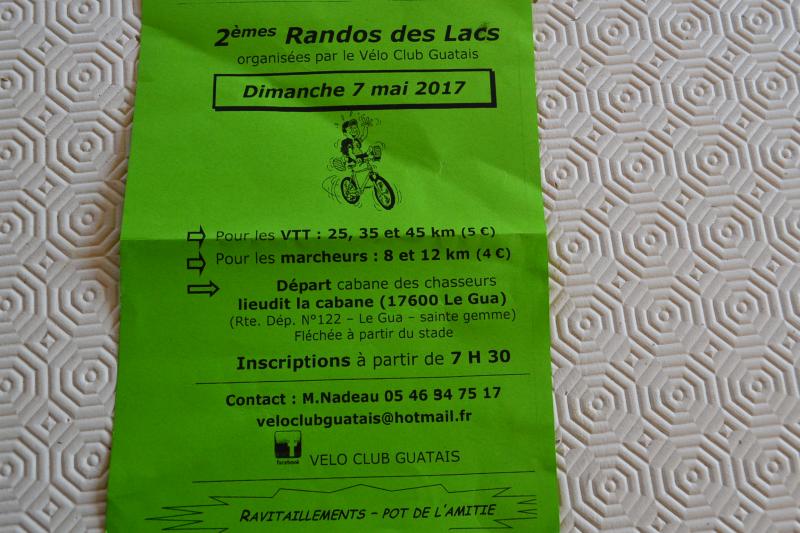 2èmes Randos des Lacs
organisées par le Vélo Club Guatais
Dimanche 7 mai 2017
Pour les VTT : 25, 35 et 45 km (5 €)
Pour les marcheurs : 8 et 12 km (4 €)
Départ cabane des chasseurs
lieudit la cabane (17600 Le Gua)
(Rte. Dép. N°122 – Le Gua – sainte gemme)
Fléchée à partir du stade
Inscriptions à partir de 7 H 30
Contact : M.Nadeau 05 46 94 75 17
veloclubguatais@hotmail.fr
facebook
VELO CLUB GUATAIS
RAVITAILLEMENTS – POT DE L'AMITIE